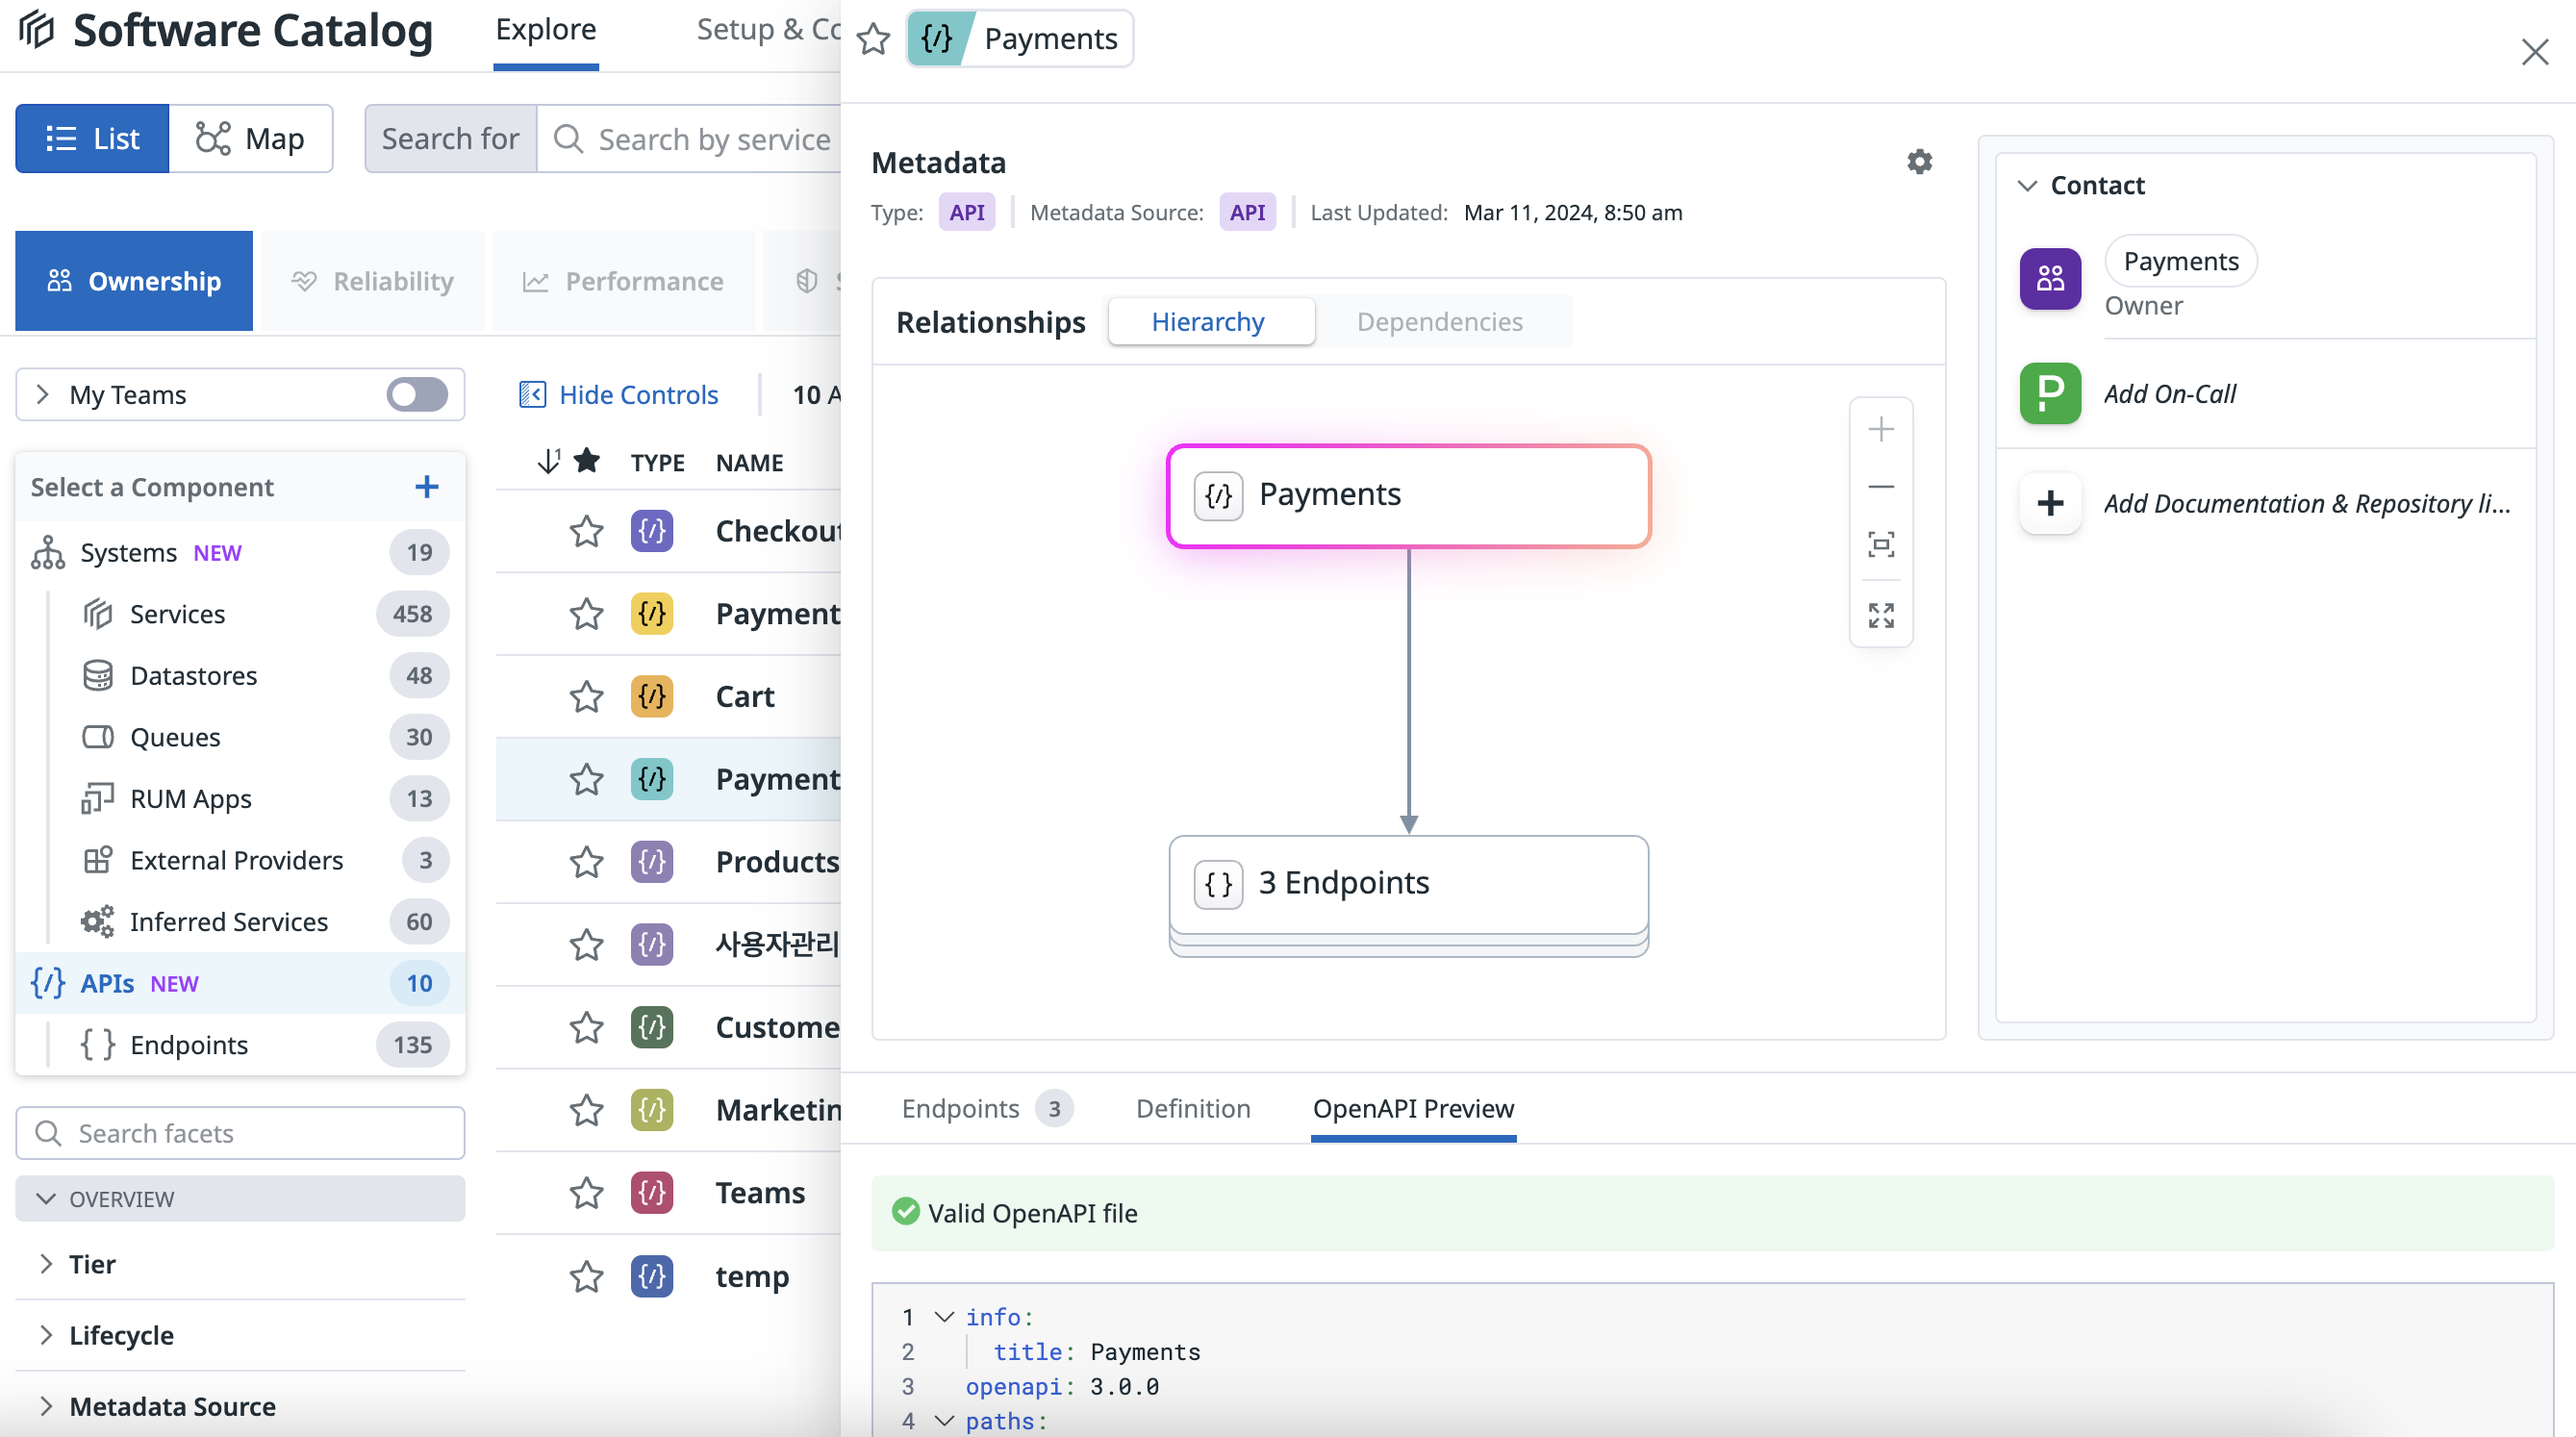 Software Catalog
Explore
Setup & Co
List
Map
Search for
Search by service
Ownership
Reliability
Performance
My Teams
Hide Controls
10 A
Select a Component
Systems NEW 19
Services 458
Datastores 48
Queues 30
RUM Apps 13
External Providers 3
Inferred Services 60
APIs NEW 10
Endpoints 135
Search facets
OVERVIEW
Tier
Lifecycle
Metadata Source
1
TYPE NAME
Checkout
Payment
Cart
Payment
Products
사용자관리
Custome
Marketin
Teams
temp
Payments
Metadata
Type: API Metadata Source: API Last Updated: Mar 11, 2024, 8:50 am
Relationships Hierarchy Dependencies
Payments
3 Endpoints
Contact
Payments
Owner
Add On-Call
Add Documentation & Repository li...
Endpoints 3 Definition OpenAPI Preview
Valid OpenAPI file
1 info:
2 title: Payments
3 openapi: 3.0.0
4 paths: